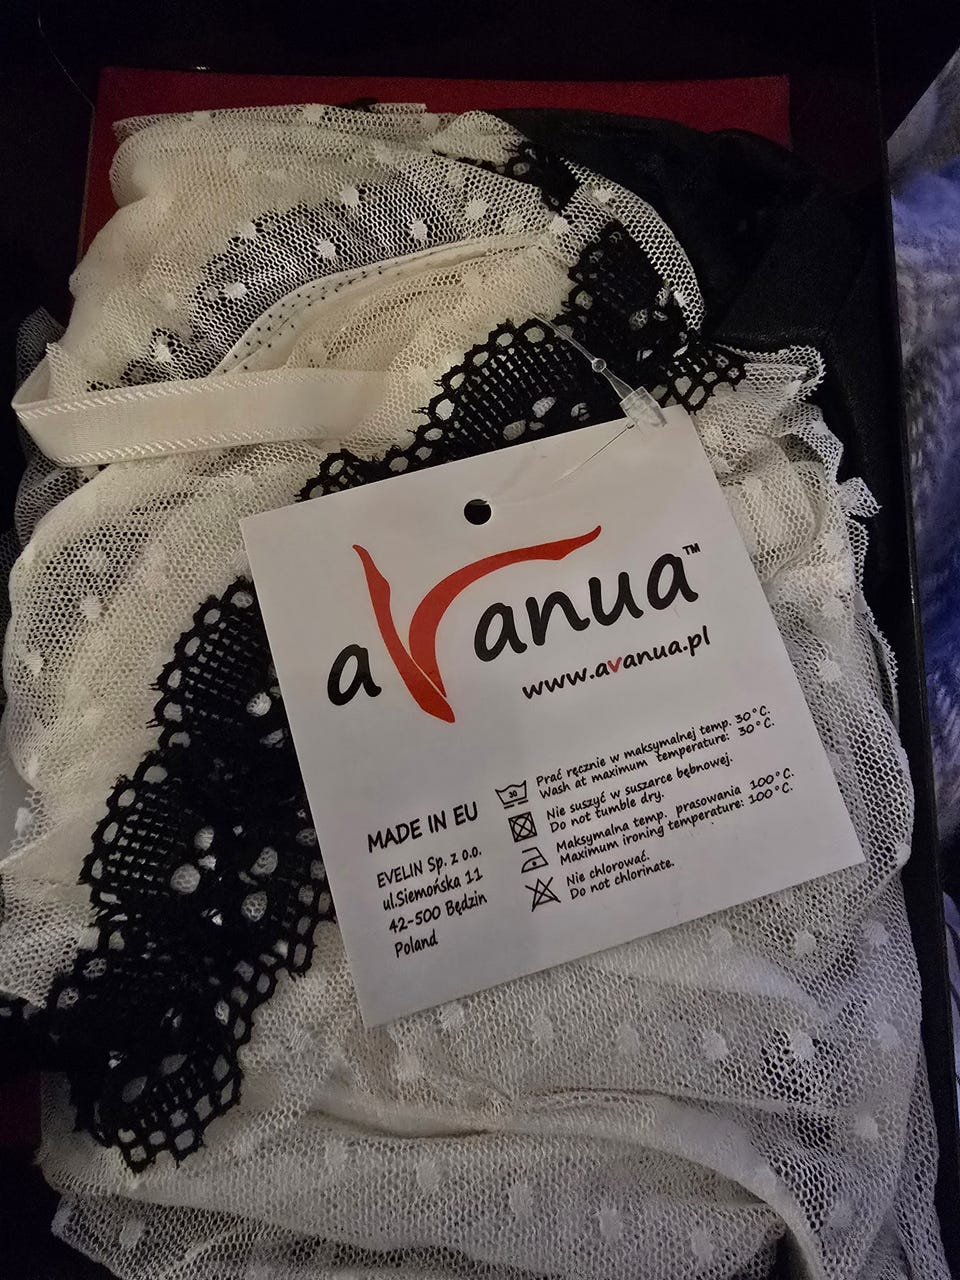 avanua™
www.avanua.pl
MADE IN EU
EVELIN Sp. z o.o.
ul.Siemońska 11
42-500 Będzin
Poland
30
Prać ręcznie w maksymalnej temp. 30°C.
Wash at maximum temperature: 30°C.
Nie suszyć w suszarce bębnowej.
Do not tumble dry.
Maksymalna temp. prasowania 100°C.
Maximum ironing temperature: 100°C.
Nie chlorować.
Do not chlorinate.